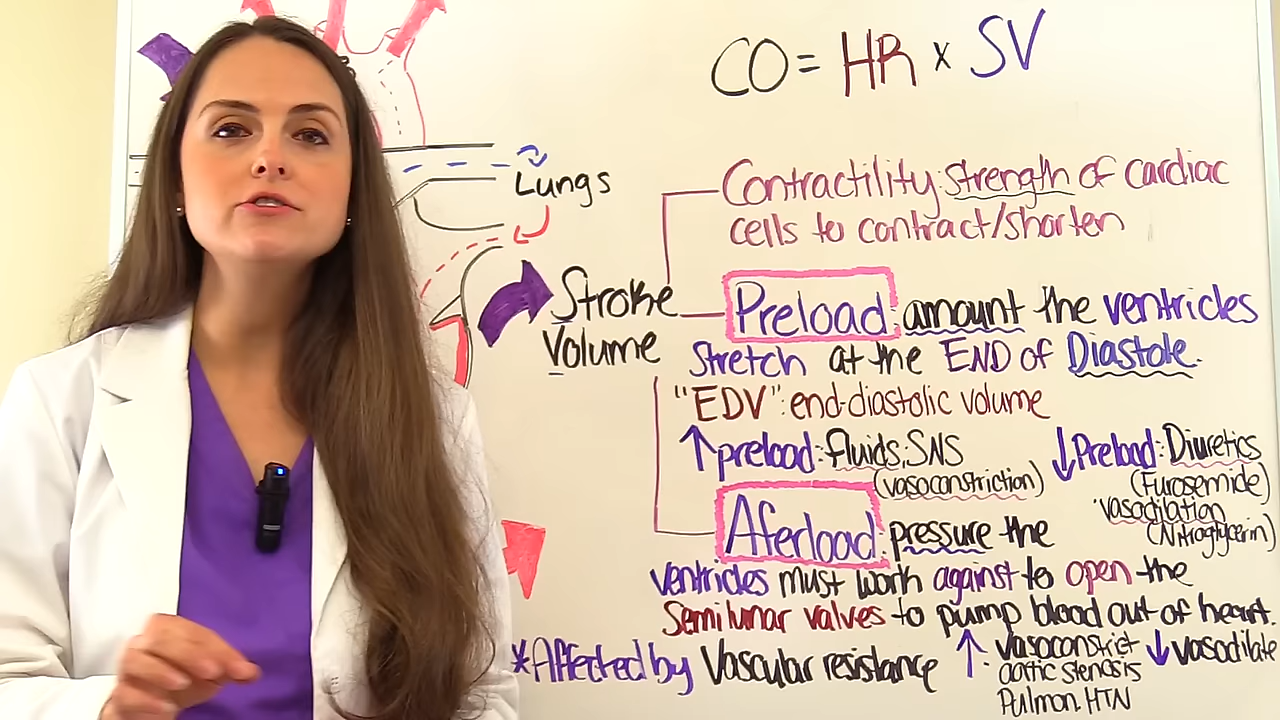 CO = HR x SV
Lungs
Contractility: Strength of cardiac
cells to contract/shorten
Stroke
Volume
Preload: amount the ventricles
stretch at the END of Diastole.
"EDV": end-diastolic volume
↑ preload: fluids, SNS
(vasoconstriction)
↓ Preload: Diuretics
(Furosemide)
vasodilation
(Nitroglycerin)
Aferload: pressure the
ventricles must work against to open the
Semilunar valves to pump blood out of heart.
*Affected by Vascular resistance
↑: vasoconstrict
aortic stenosis
Pulmon. HTN
↓ vasodilate